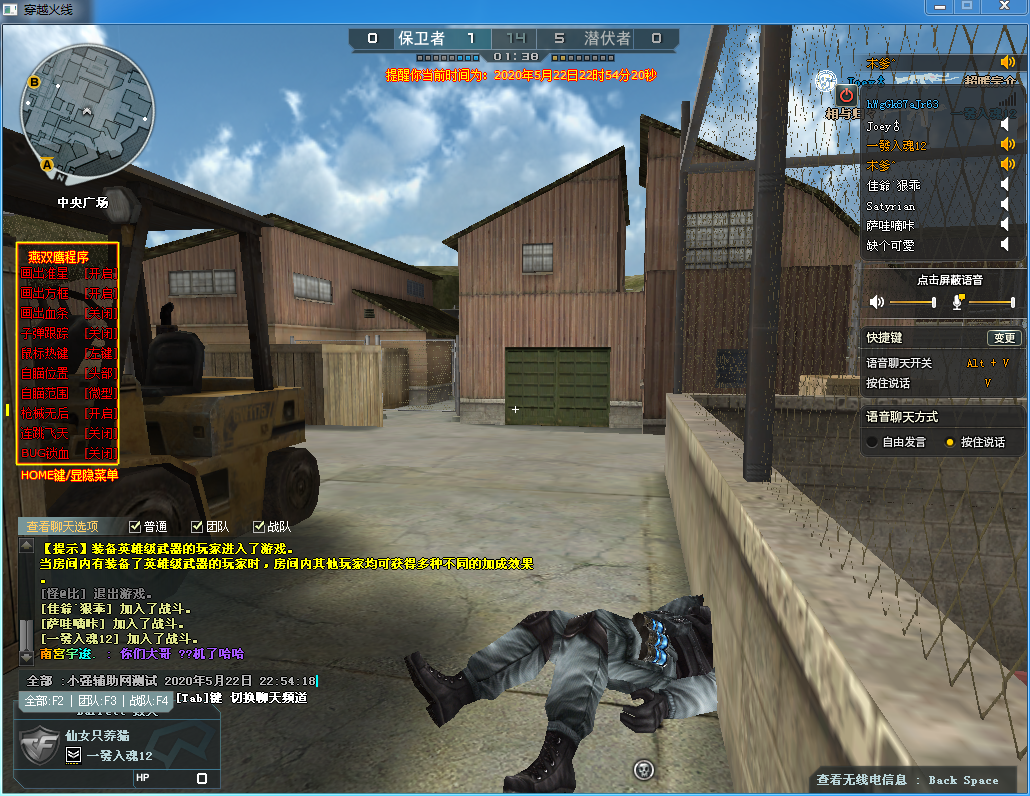 穿越火线
0 保卫者 1 14 5 潜伏者 0
01:38
提醒你当前时间为：2020年5月22日22时54分20秒
B
A
N
中央广场
木爹^
hWgGk87aJr63
Joey
一發入魂12
木爹^
佳爺^狠乖
Satyrian
萨哇嘀咔
缺个可愛
点击屏蔽语音
快捷键 变更
语音聊天开关 Alt + V
按住说话 V
语音聊天方式
自由发言 按住说话
燕双鹰程序
画出准星 [开启]
画出方框 [开启]
画出血条 [关闭]
子弹跟踪 [关闭]
鼠标热键 [左键]
自瞄位置 [头部]
自瞄范围 [微型]
枪械无后 [开启]
连跳飞天 [关闭]
BUG锁血 [关闭]
HOME键/显隐菜单
查看聊天选项 普通 团队 战队
【提示】装备英雄级武器的玩家进入了游戏。
当房间内有装备了英雄级武器的玩家时，房间内其他玩家均可获得多种不同的加成效果
。
[怪@比] 退出游戏。
[佳爺^狠乖] 加入了战斗。
[萨哇嘀咔] 加入了战斗。
[一發入魂12] 加入了战斗。
南宫宇逡. : 你们大哥 ??机了哈哈
全部 :小强辅助网测试 2020年5月22日 22:54:18
全部:F2 | 团队:F3 | 战队:F4 [Tab]键 切换聊天频道
仙女只养猫
一發入魂12
HP 0
查看无线电信息 : Back Space